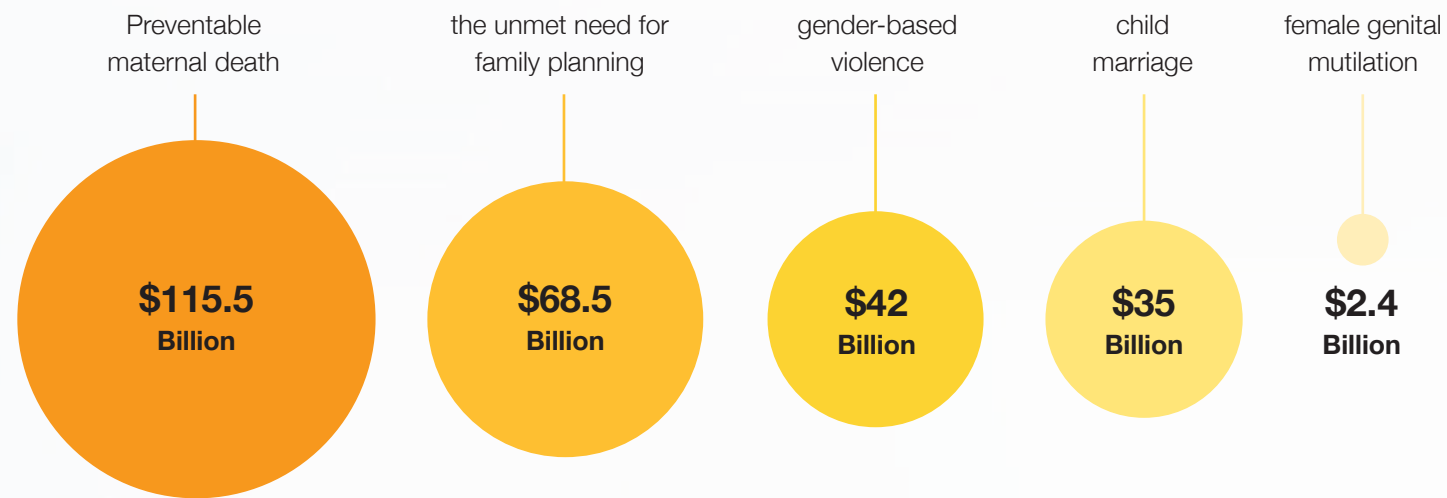 Preventable
maternal death
the unmet need for
family planning
gender-based
violence
child
marriage
female genital
mutilation
$115.5
Billion
$68.5
Billion
$42
Billion
$35
Billion
$2.4
Billion